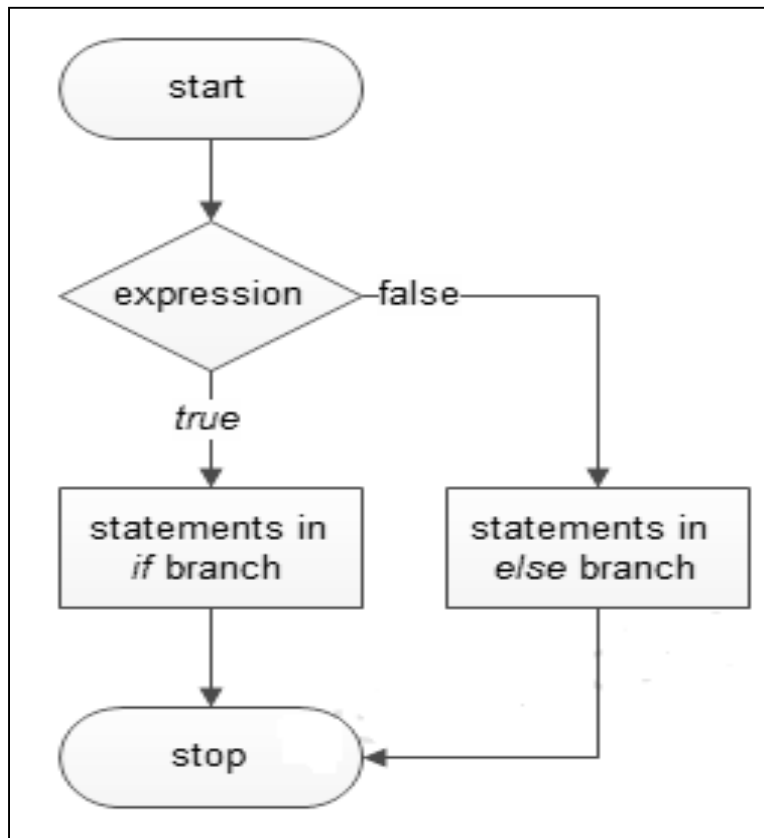 start
expression
false
true
statements in
if branch
statements in
else branch
stop